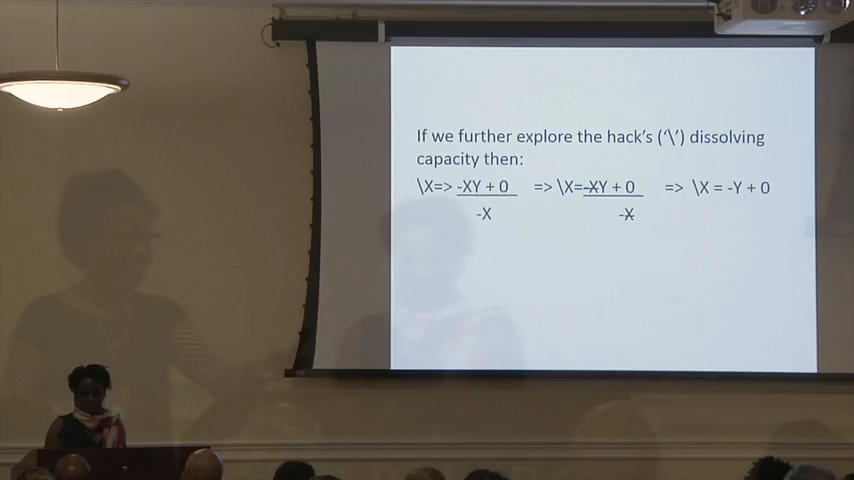 If we further explore the hack's ('\') dissolving
capacity then:
\X=> -XY + 0 => \X=-XY + 0 => \X = -Y + 0
-X -X